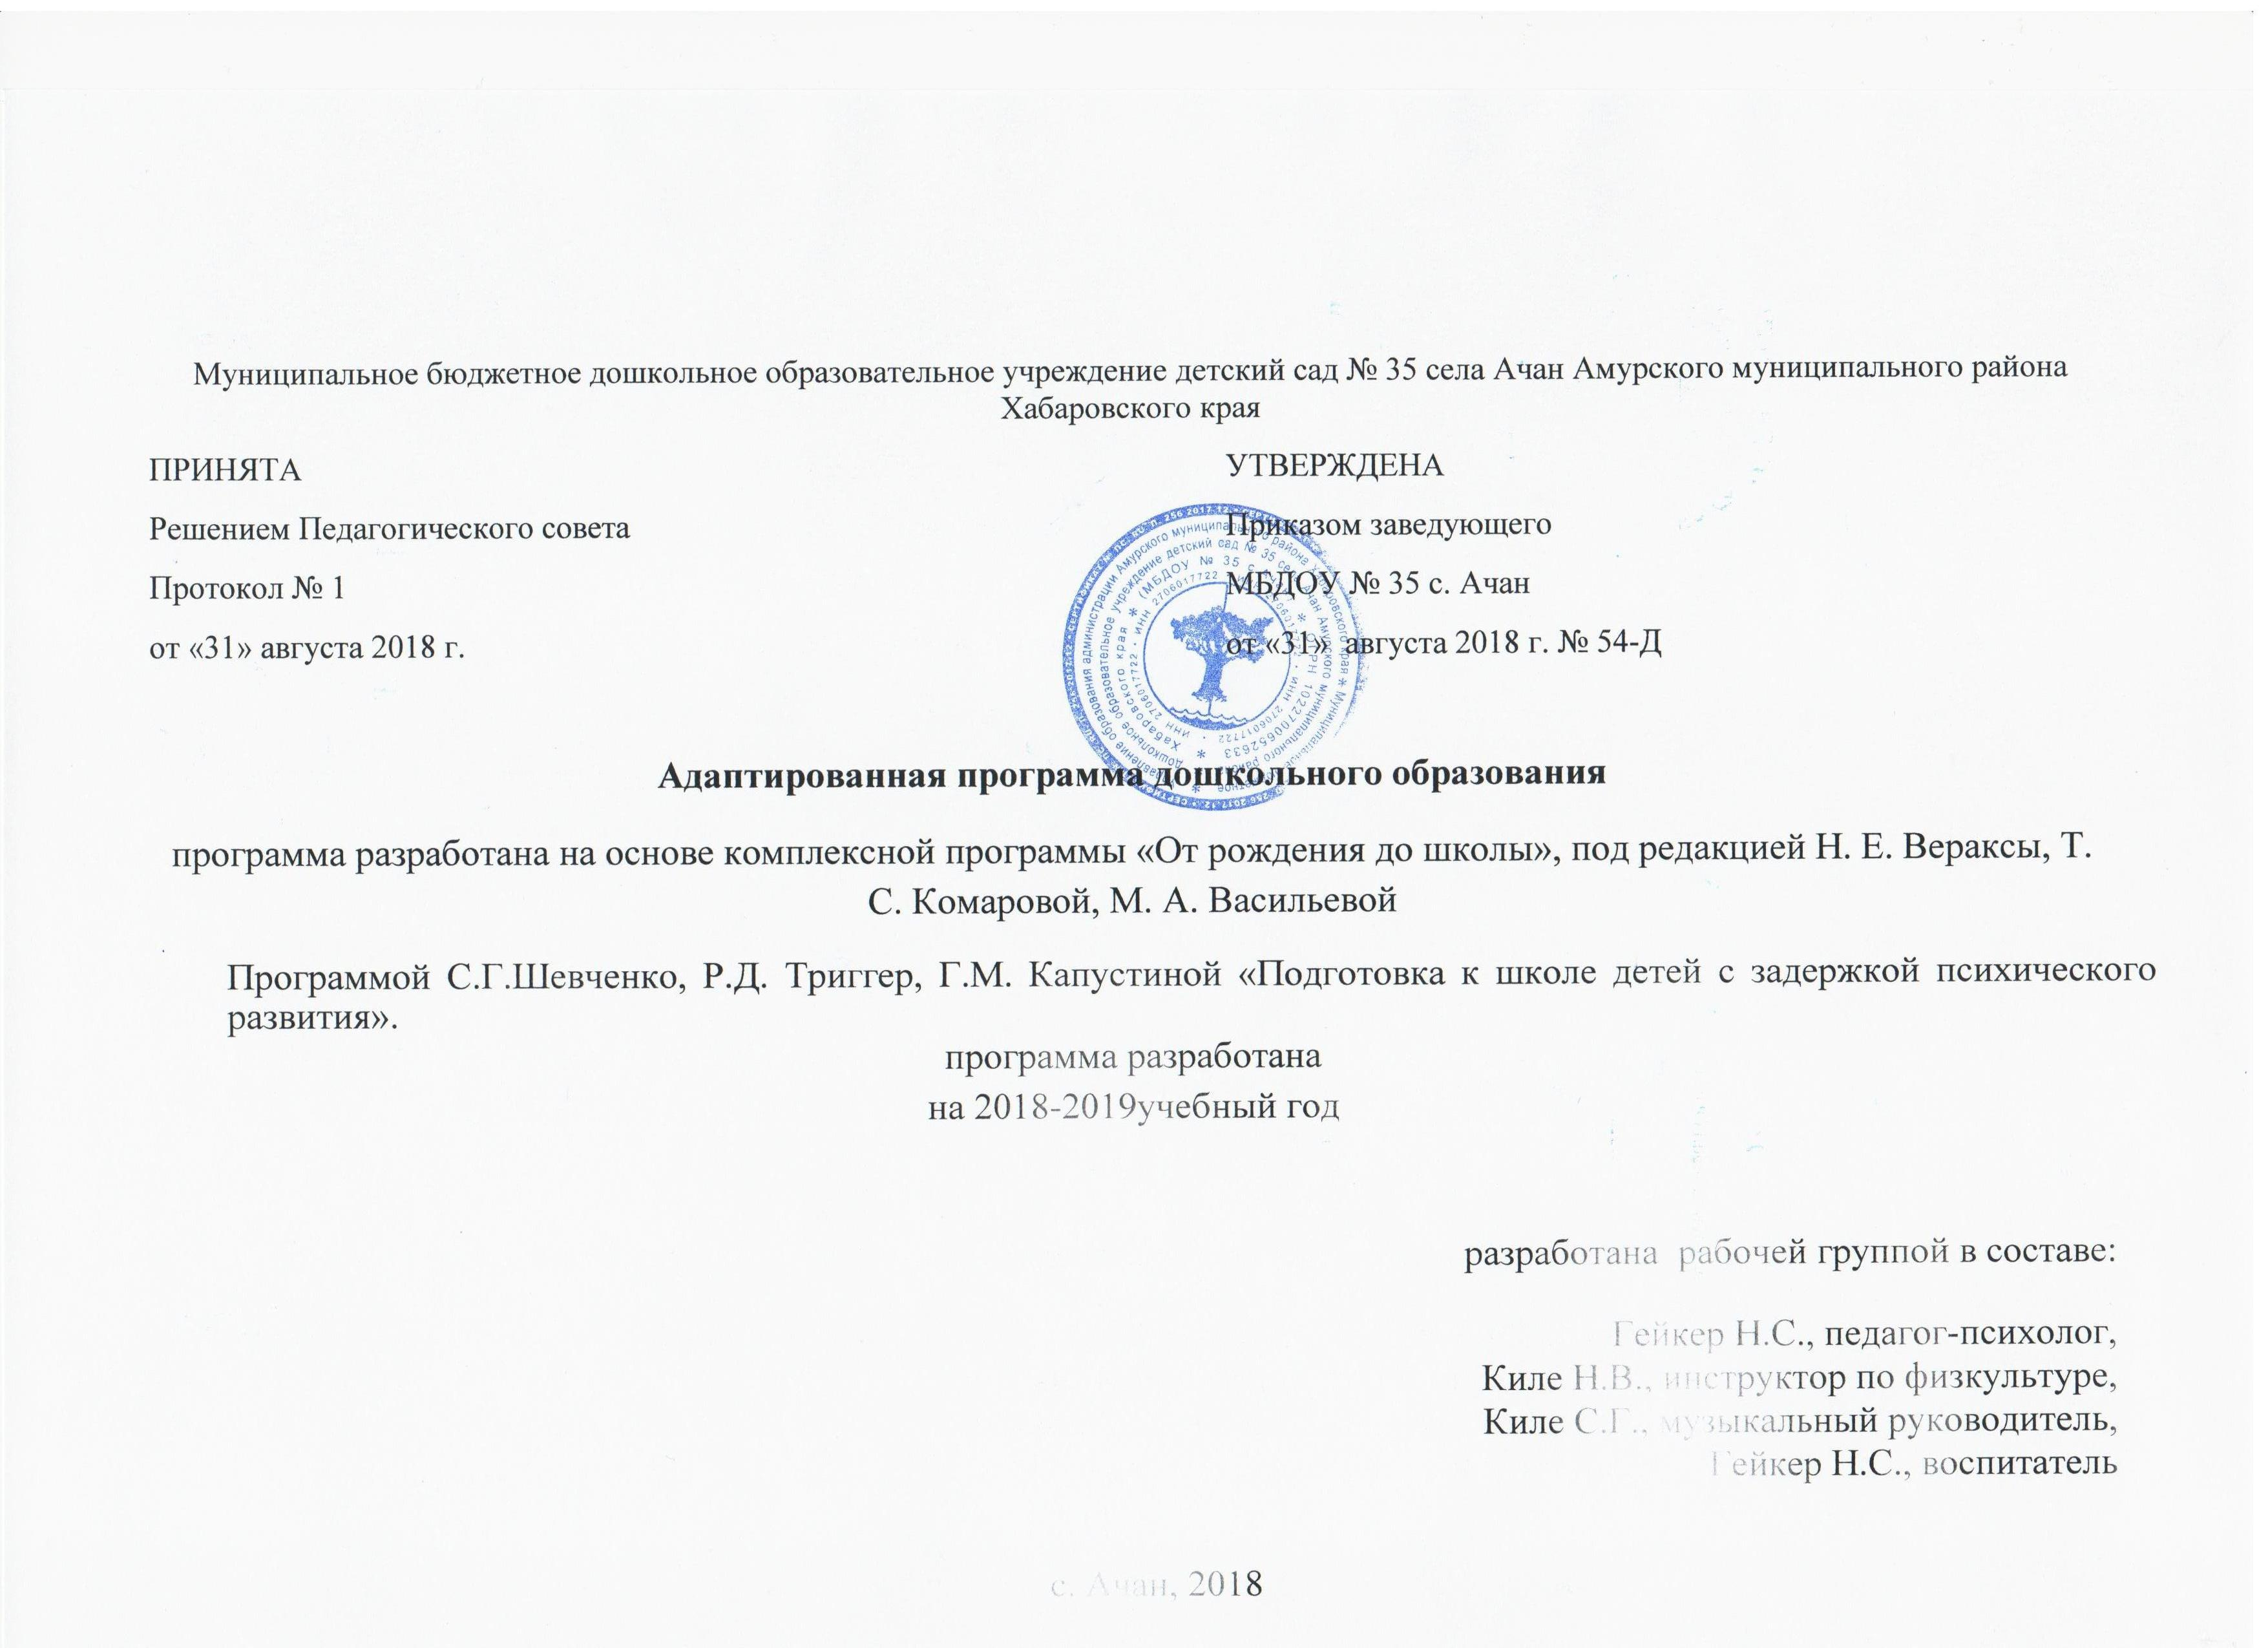 Муниципальное бюджетное дошкольное образовательное учреждение детский сад № 35 села Ачан Амурского муниципального района
Хабаровского края
ПРИНЯТА
Решением Педагогического совета
Протокол № 1
от «31» августа 2018 г.
УТВЕРЖДЕНА
Приказом заведующего
МБДОУ № 35 с. Ачан
от «31» августа 2018 г. № 54-Д
Адаптированная программа дошкольного образования
программа разработана на основе комплексной программы «От рождения до школы», под редакцией Н. Е. Вераксы, Т.
С. Комаровой, М. А. Васильевой
Программой С.Г.Шевченко, Р.Д. Триггер, Г.М. Капустиной «Подготовка к школе детей с задержкой психического
развития».
программа разработана
на 2018-2019учебный год
разработана рабочей группой в составе:
Гейкер Н.С., педагог-психолог,
Киле Н.В., инструктор по физкультуре,
Киле С.Г., музыкальный руководитель,
Гейкер Н.С., воспитатель
с. Ачан, 2018